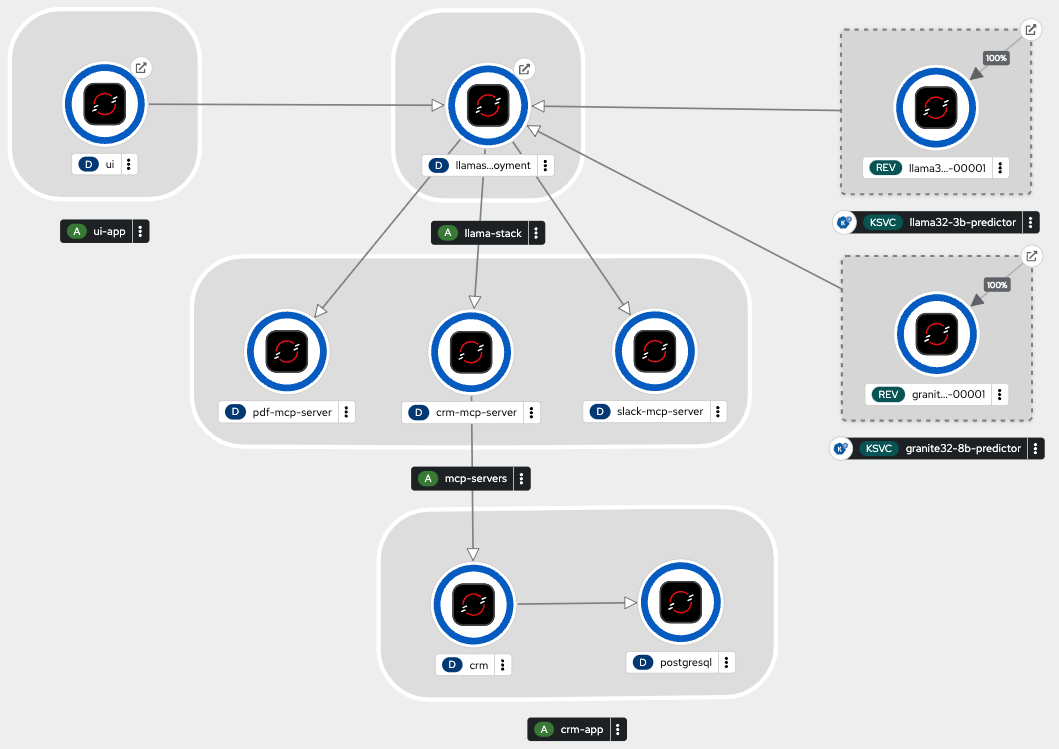 100%
D ui
D llamas...oyment
REV llama3...-00001
A ui-app
A llama-stack
KSVC llama32-3b-predictor
100%
D pdf-mcp-server
D crm-mcp-server
D slack-mcp-server
REV granit...-00001
KSVC granite32-8b-predictor
A mcp-servers
D crm
D postgresql
A crm-app